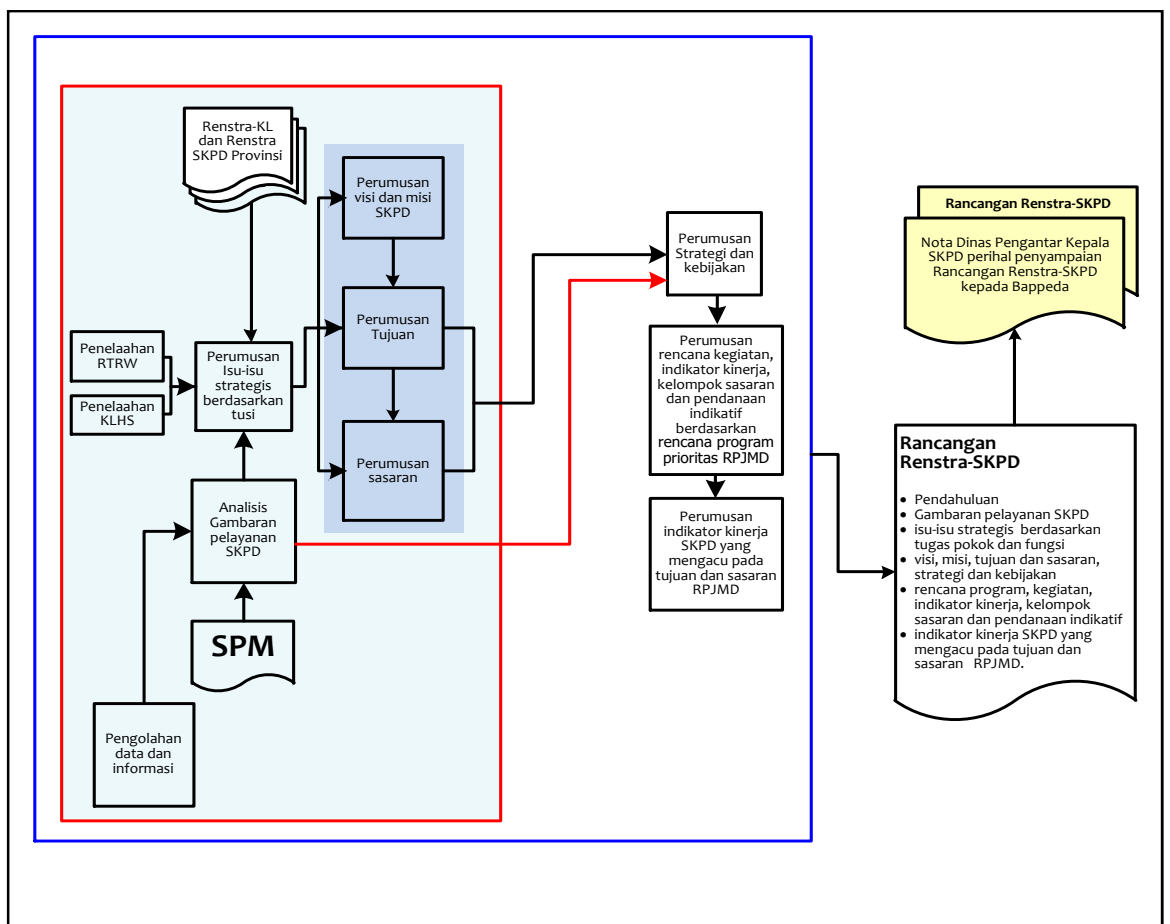 Renstra-KL
dan Renstra
SKPD Provinsi
Perumusan
visi dan misi
SKPD
Perumusan
Tujuan
Perumusan
sasaran
Penelaahan
RTRW
Penelaahan
KLHS
Perumusan
Isu-isu
strategis
berdasarkan
tusi
Analisis
Gambaran
pelayanan
SKPD
SPM
Pengolahan
data dan
informasi
Perumusan
Strategi dan
kebijakan
Perumusan
rencana kegiatan,
indikator kinerja,
kelompok sasaran
dan pendanaan
indikatif
berdasarkan
rencana program
prioritas RPJMD
Perumusan
indikator kinerja
SKPD yang
mengacu pada
tujuan dan sasaran
RPJMD
Rancangan Renstra-SKPD
Nota Dinas Pengantar Kepala
SKPD perihal penyampaian
Rancangan Renstra-SKPD
kepada Bappeda
Rancangan
Renstra-SKPD
• Pendahuluan
• Gambaran pelayanan SKPD
• isu-isu strategis berdasarkan
tugas pokok dan fungsi
• visi, misi, tujuan dan sasaran,
strategi dan kebijakan
• rencana program, kegiatan,
indikator kinerja, kelompok
sasaran dan pendanaan indikatif
• indikator kinerja SKPD yang
mengacu pada tujuan dan
sasaran RPJMD.